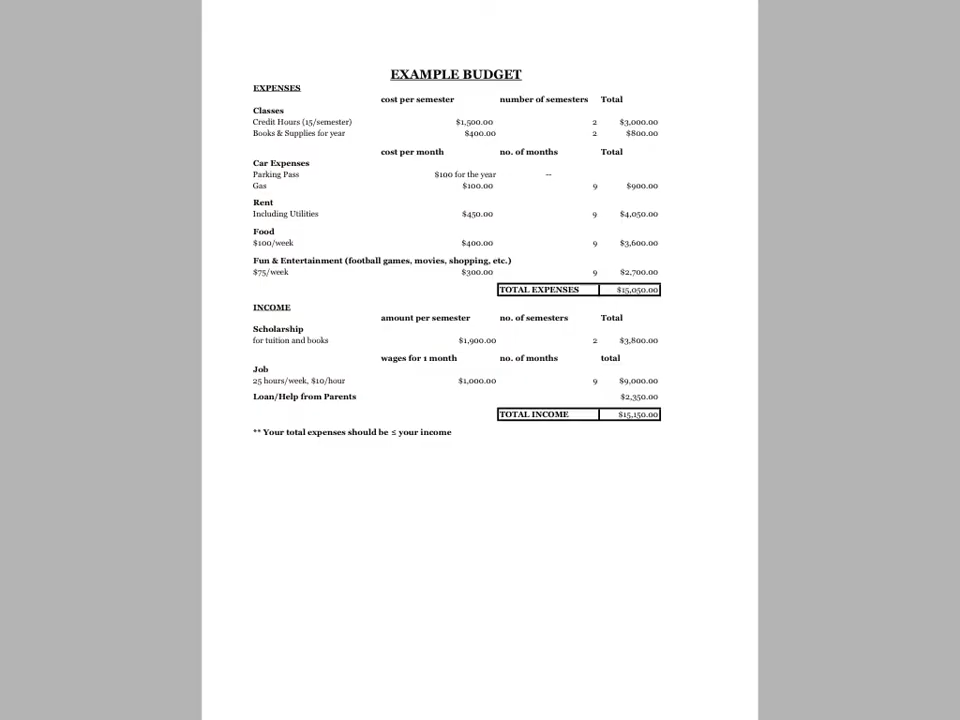 EXAMPLE BUDGET
EXPENSES
cost per semester number of semesters Total
Classes
Credit Hours (15/semester) $1,500.00 2 $3,000.00
Books & Supplies for year $400.00 2 $800.00
cost per month no. of months Total
Car Expenses
Parking Pass $100 for the year --
Gas $100.00 9 $900.00
Rent
Including Utilities $450.00 9 $4,050.00
Food
$100/week $400.00 9 $3,600.00
Fun & Entertainment (football games, movies, shopping, etc.)
$75/week $300.00 9 $2,700.00
TOTAL EXPENSES $15,050.00
INCOME
amount per semester no. of semesters Total
Scholarship
for tuition and books $1,900.00 2 $3,800.00
wages for 1 month no. of months total
Job
25 hours/week, $10/hour $1,000.00 9 $9,000.00
Loan/Help from Parents $2,350.00
TOTAL INCOME $15,150.00
** Your total expenses should be ≤ your income